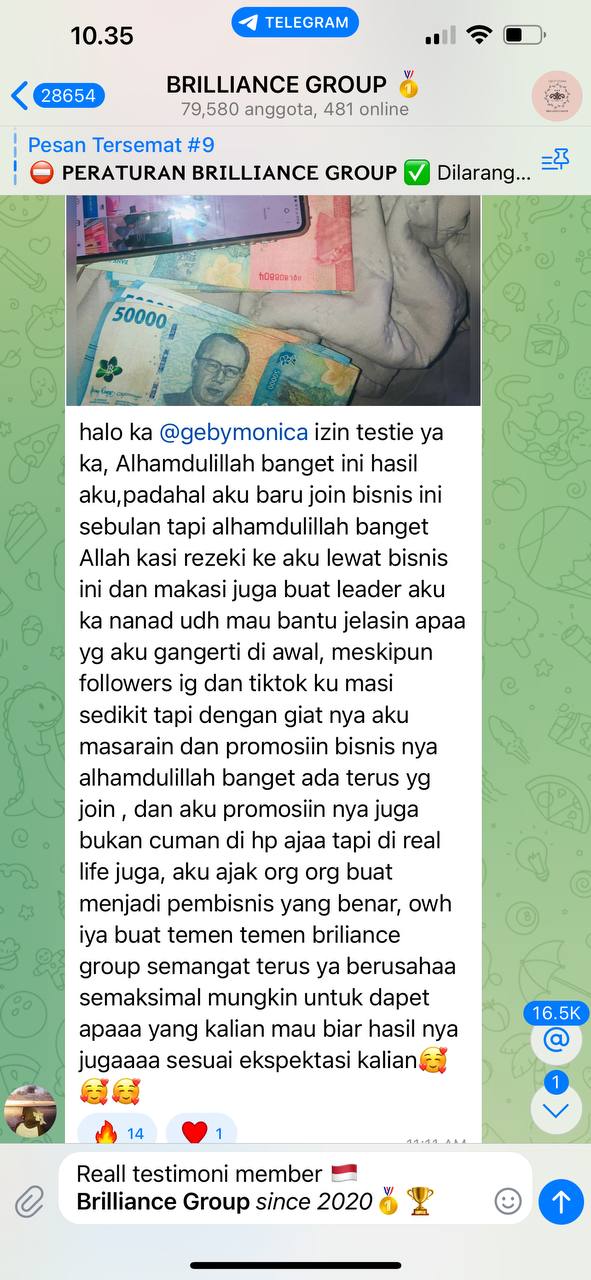 10.35
TELEGRAM
28654
BRILLIANCE GROUP 🏅
79,580 anggota, 481 online
Pesan Tersemat #9
⛔ PERATURAN BRILLIANCE GROUP ✅ Dilarang...
50000
halo ka @gebymonica izin testie ya
ka, Alhamdulillah banget ini hasil
aku,padahal aku baru join bisnis ini
sebulan tapi alhamdulillah banget
Allah kasi rezeki ke aku lewat bisnis
ini dan makasi juga buat leader aku
ka nanad udh mau bantu jelasin apaa
yg aku gangerti di awal, meskipun
followers ig dan tiktok ku masi
sedikit tapi dengan giat nya aku
masarain dan promosiin bisnis nya
alhamdulillah banget ada terus yg
join , dan aku promosiin nya juga
bukan cuman di hp ajaa tapi di real
life juga, aku ajak org org buat
menjadi pembisnis yang benar, owh
iya buat temen temen briliance
group semangat terus ya berusahaa
semaksimal mungkin untuk dapet
apaaa yang kalian mau biar hasil nya
jugaaaa sesuai ekspektasi kalian🥰
🥰🥰
16.5K
@
1
🔥 14 ❤️ 1
Reall testimoni member 🇮🇩
Brilliance Group since 2020🏅🏆